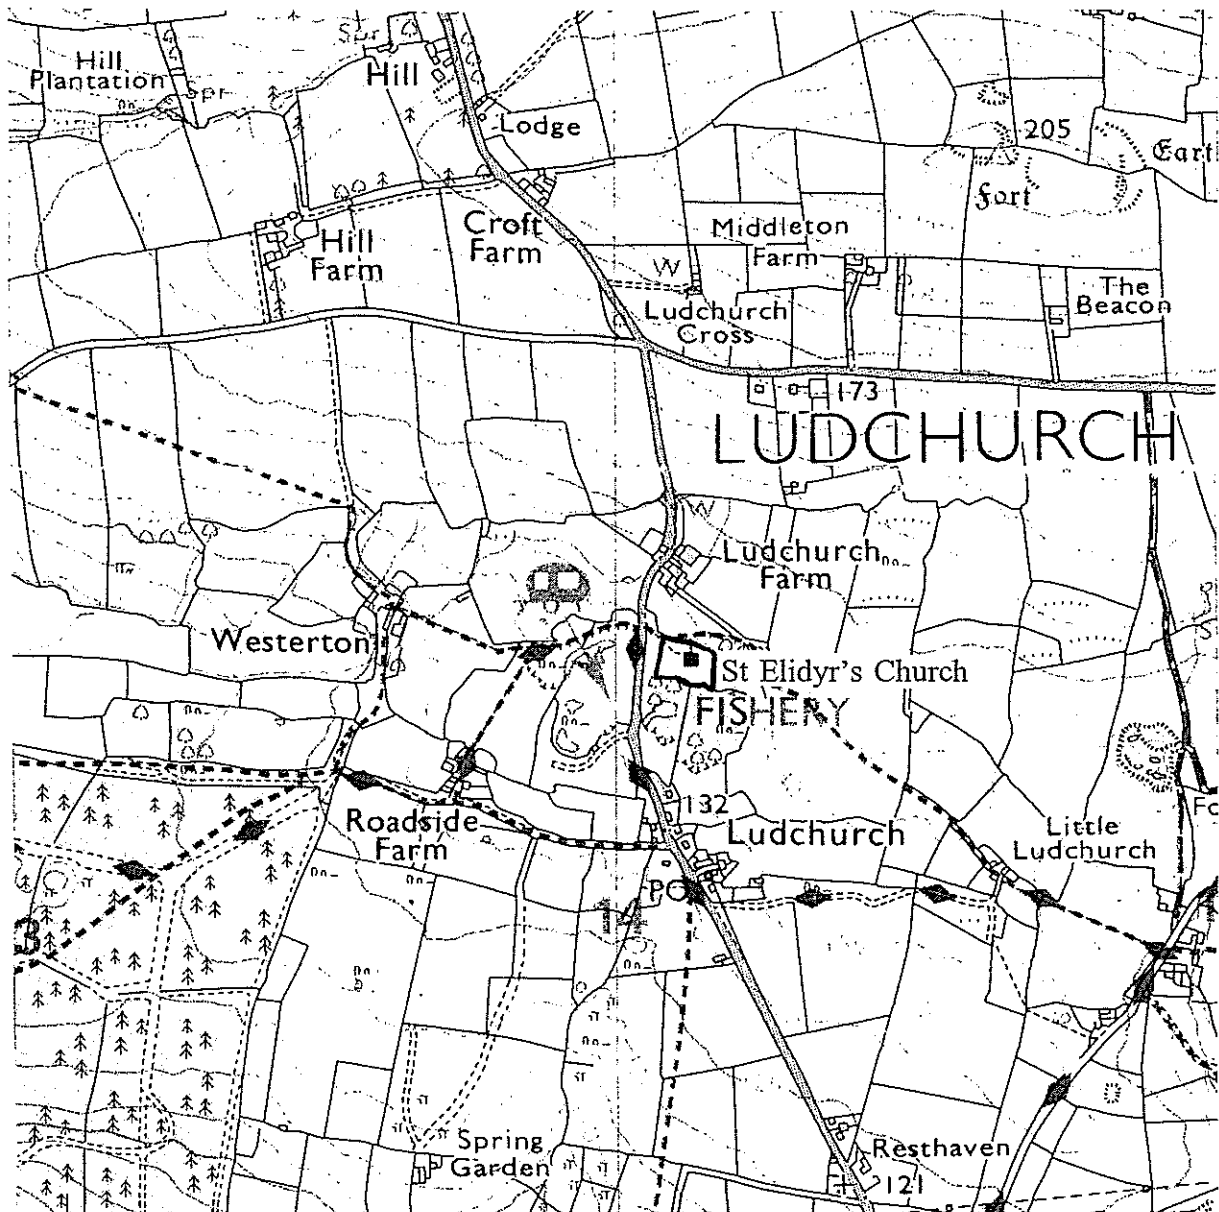 Spr
Hill
Plantation
Hill
Spr
Lodge
205
Eart
Fort
Croft
Farm
Hill
Farm
Middleton
Farm
W
The
Beacon
Ludchurch
Cross
173
LUDCHURCH
W
Ludchurch
Farm
Westerton
St Elidyr's Church
FISHERY
132
Roadside
Farm
Ludchurch
Little
Ludchurch
Fo
PO
3
Spring
Garden
Resthaven
121